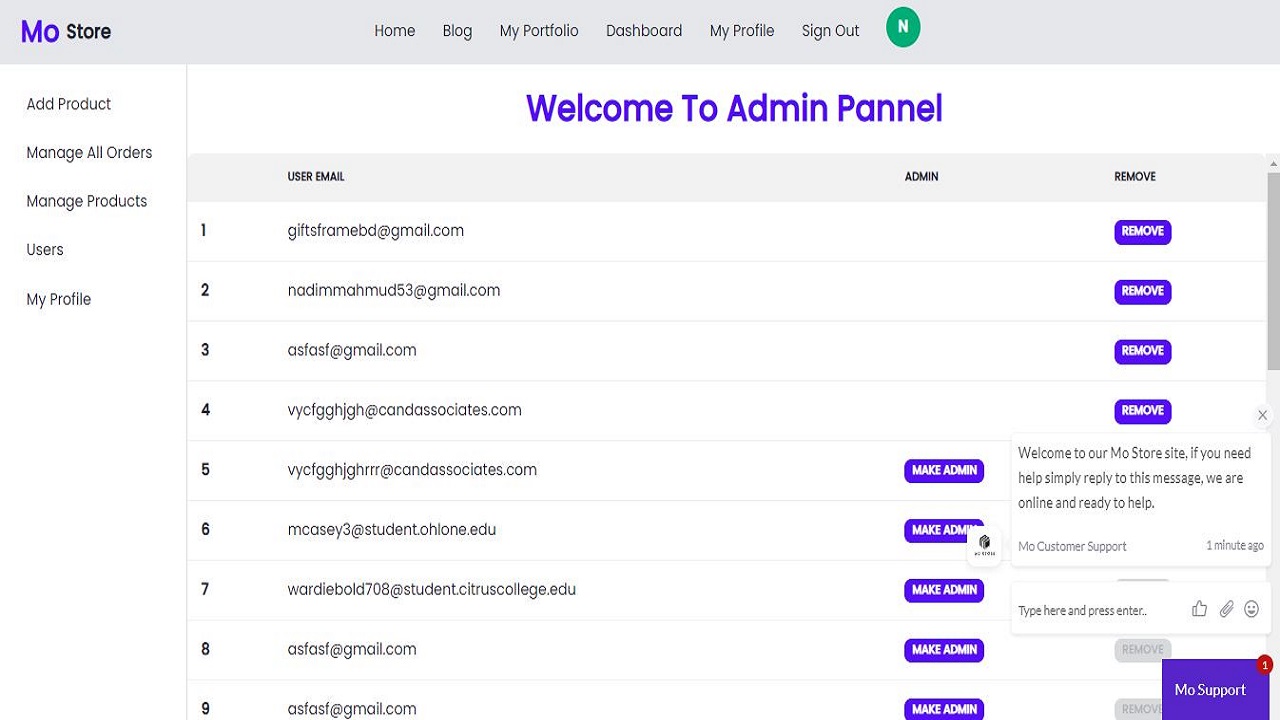 Mo Store
Home Blog My Portfolio Dashboard My Profile Sign Out N
Add Product
Manage All Orders
Manage Products
Users
My Profile
Welcome To Admin Pannel
USER EMAIL ADMIN REMOVE
1 giftsframebd@gmail.com REMOVE
2 nadimmahmud53@gmail.com REMOVE
3 asfasf@gmail.com REMOVE
4 vycfgghjgh@candassociates.com REMOVE
5 vycfgghjghrrr@candassociates.com MAKE ADMIN
6 mcasey3@student.ohlone.edu MAKE ADMIN
7 wardiebold708@student.citruscollege.edu MAKE ADMIN
8 asfasf@gmail.com MAKE ADMIN REMOVE
9 asfasf@gmail.com MAKE ADMIN REMOVE
Welcome to our Mo Store site, if you need
help simply reply to this message, we are
online and ready to help.
Mo Customer Support 1 minute ago
MO STORE
Type here and press enter..
Mo Support 1